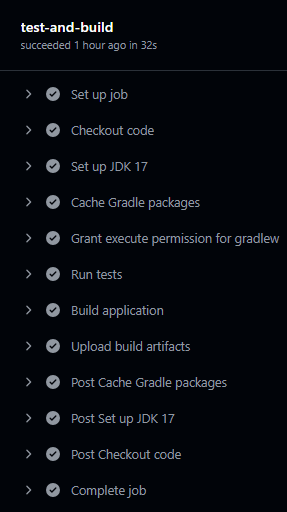 test-and-build
succeeded 1 hour ago in 32s
Set up job
Checkout code
Set up JDK 17
Cache Gradle packages
Grant execute permission for gradlew
Run tests
Build application
Upload build artifacts
Post Cache Gradle packages
Post Set up JDK 17
Post Checkout code
Complete job